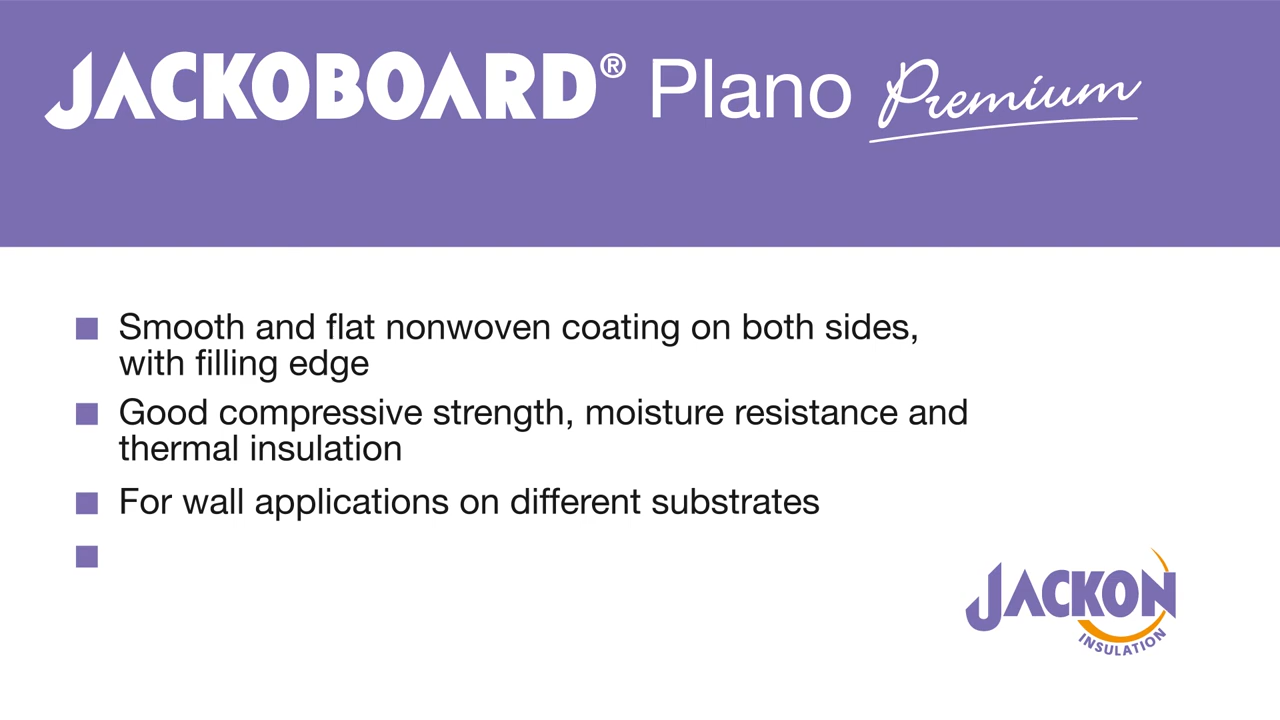 JACKOBOARD® Plano Premium
Smooth and flat nonwoven coating on both sides,
with filling edge
Good compressive strength, moisture resistance and
thermal insulation
For wall applications on different substrates
JACKON
INSULATION